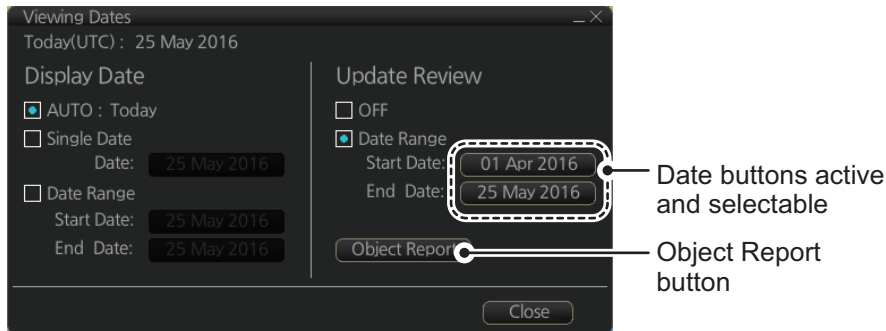 Viewing Dates
Today(UTC) : 25 May 2016
Display Date
AUTO : Today
Single Date
Date: 25 May 2016
Date Range
Start Date: 25 May 2016
End Date: 25 May 2016
Update Review
OFF
Date Range
Start Date: 01 Apr 2016
End Date: 25 May 2016
Object Report
Close
Date buttons active
and selectable
Object Report
button